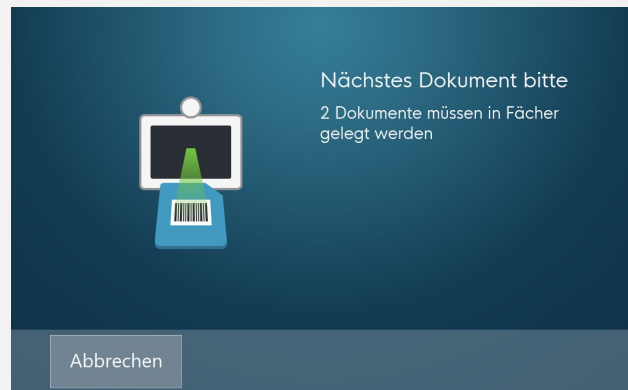 Nächstes Dokument bitte
2 Dokumente müssen in Fächer
gelegt werden
Abbrechen